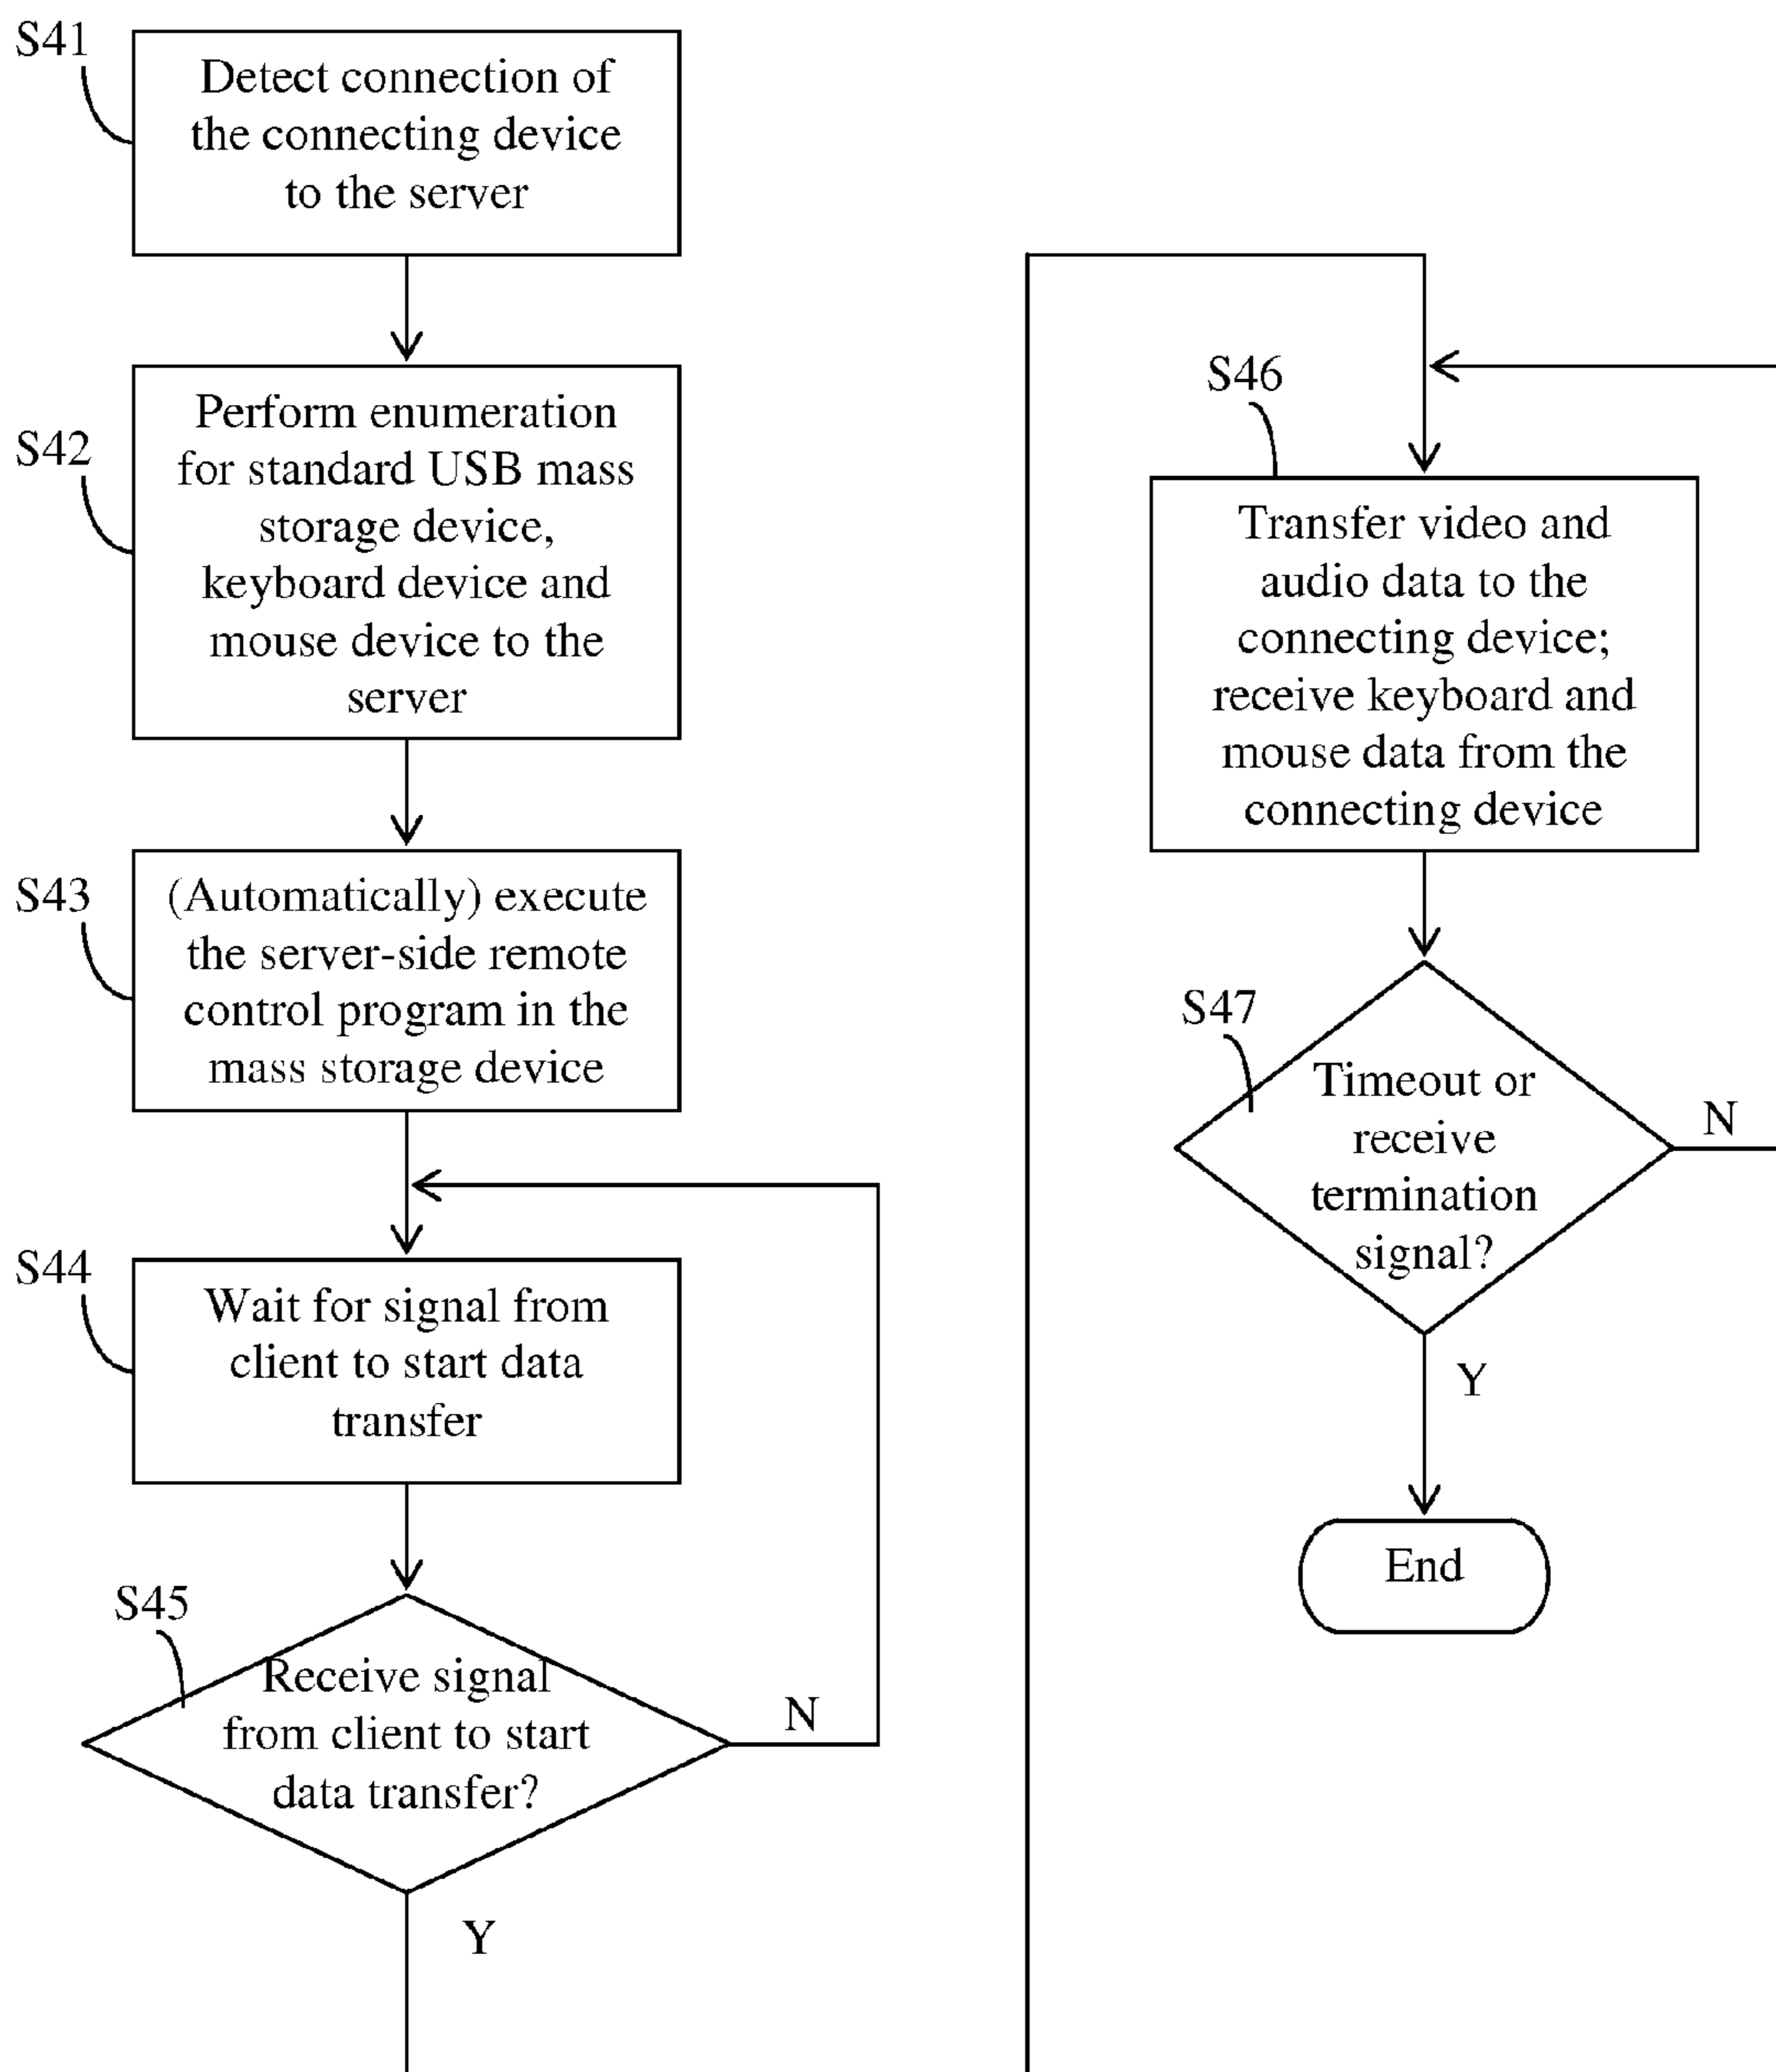 S41
Detect connection of
the connecting device
to the server
S42
Perform enumeration
for standard USB mass
storage device,
keyboard device and
mouse device to the
server
S43
(Automatically) execute
the server-side remote
control program in the
mass storage device
S44
Wait for signal from
client to start data
transfer
S45
Receive signal
from client to start
data transfer?
N
Y
S46
Transfer video and
audio data to the
connecting device;
receive keyboard and
mouse data from the
connecting device
S47
Timeout or
receive
termination
signal?
N
Y
End